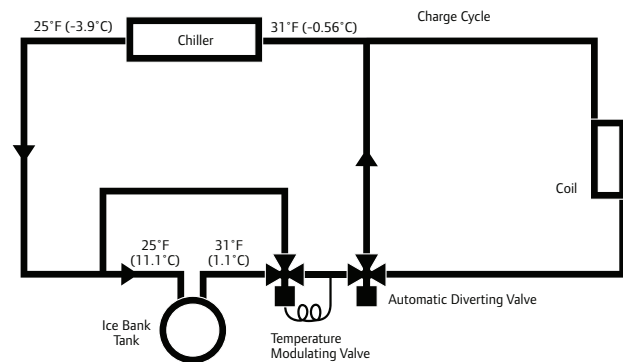 Charge Cycle
25˚F (-3.9˚C)
Chiller
31˚F (-0.56˚C)
Coil
25˚F
(11.1˚C)
31˚F
(1.1˚C)
Automatic Diverting Valve
Ice Bank
Tank
Temperature
Modulating Valve